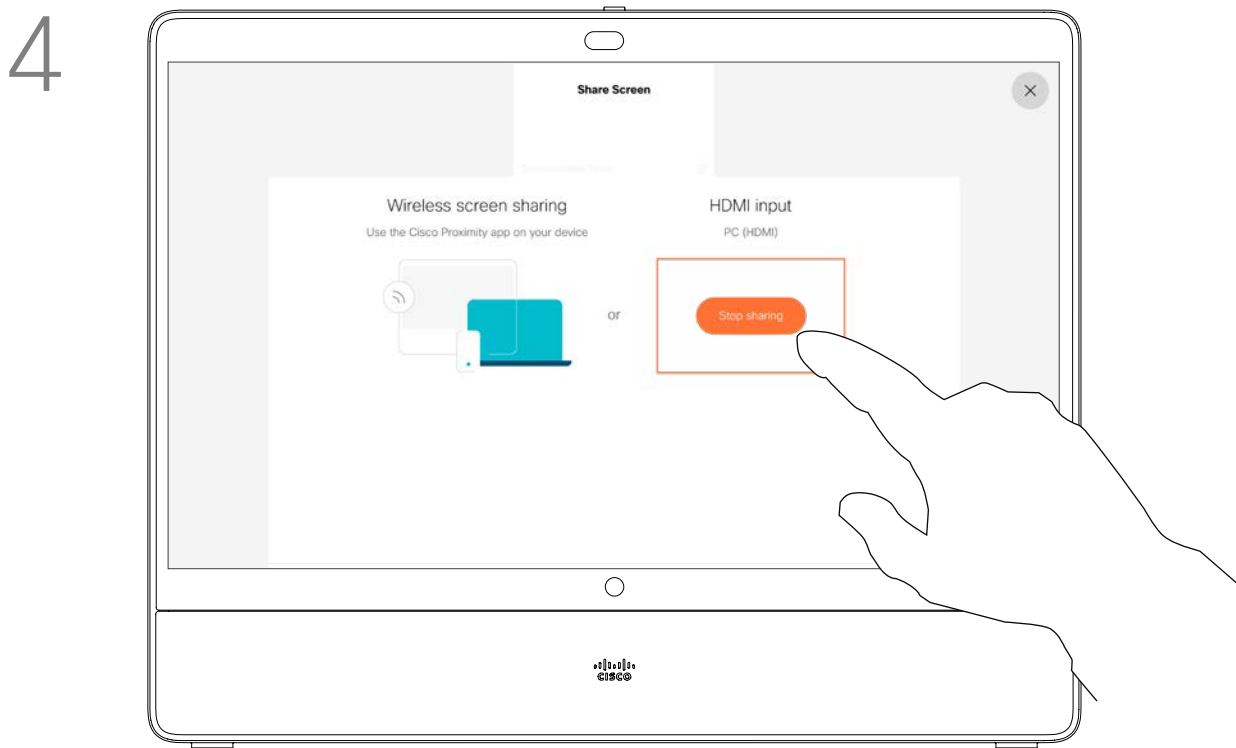 4
Share Screen
Wireless screen sharing
Use the Cisco Proximity app on your device
HDMI input
PC (HDMI)
or
Stop sharing
CISCO